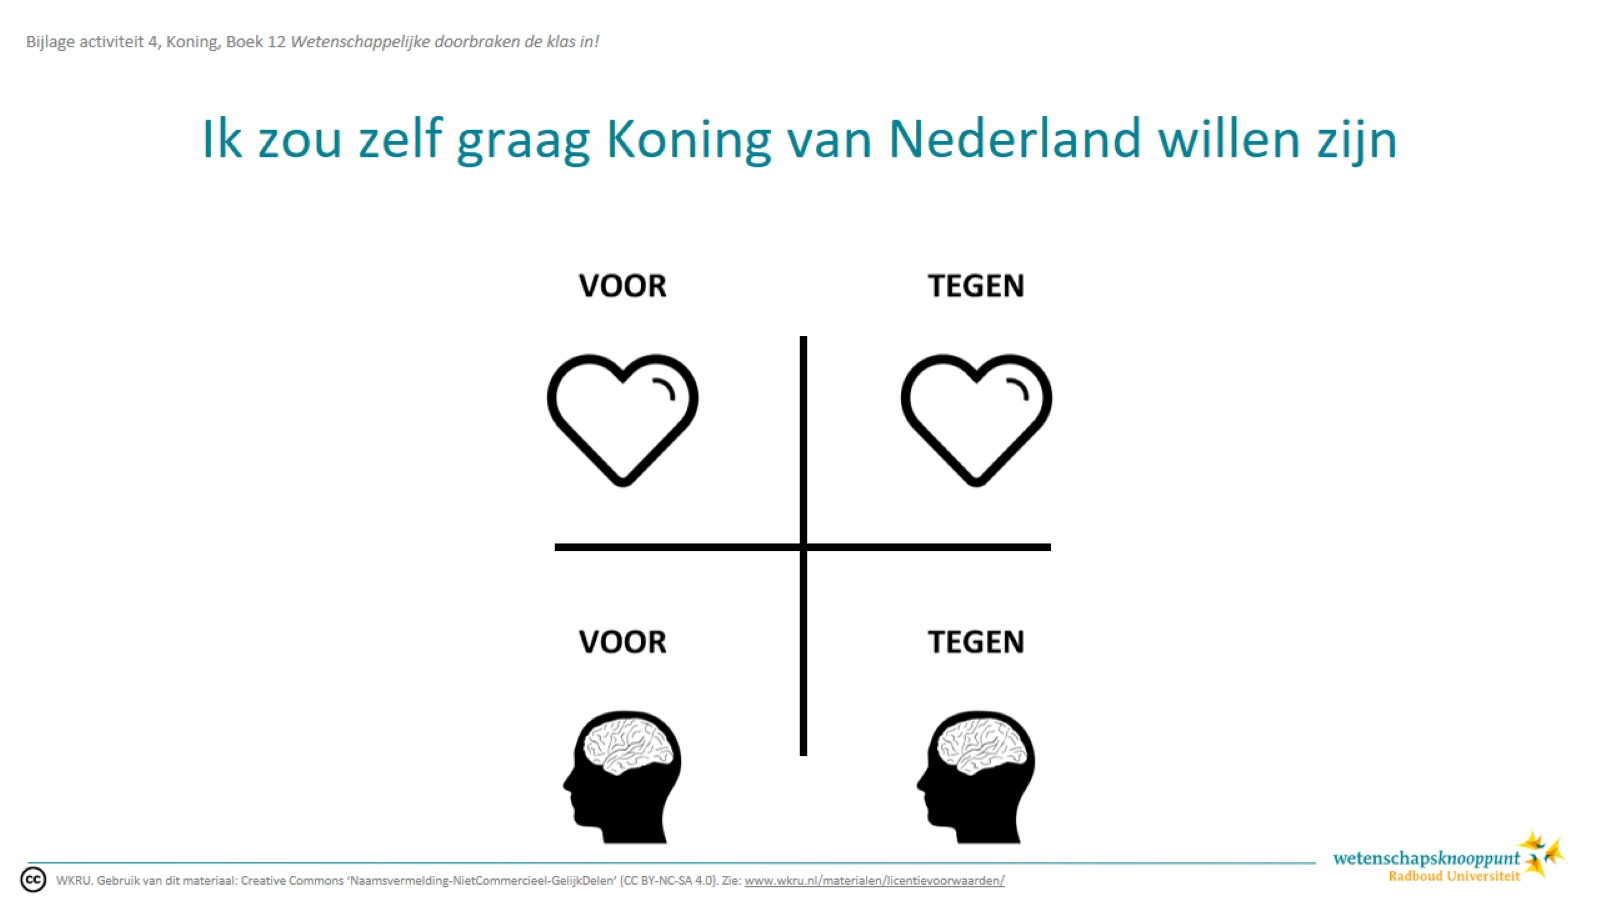 Bijlage activiteit 4, Koning, Boek 12 Wetenschappelijke doorbraken de klas in!
Ik zou zelf graag Koning van Nederland willen zijn
VOOR TEGEN
VOOR TEGEN
wetenschapsknooppunt
Radboud Universiteit
cc WKRU. Gebruik van dit materiaal: Creative Commons ‘Naamsvermelding-NietCommercieel-GelijkDelen’ (CC BY-NC-SA 4.0). Zie: www.wkru.nl/materialen/licentievoorwaarden/